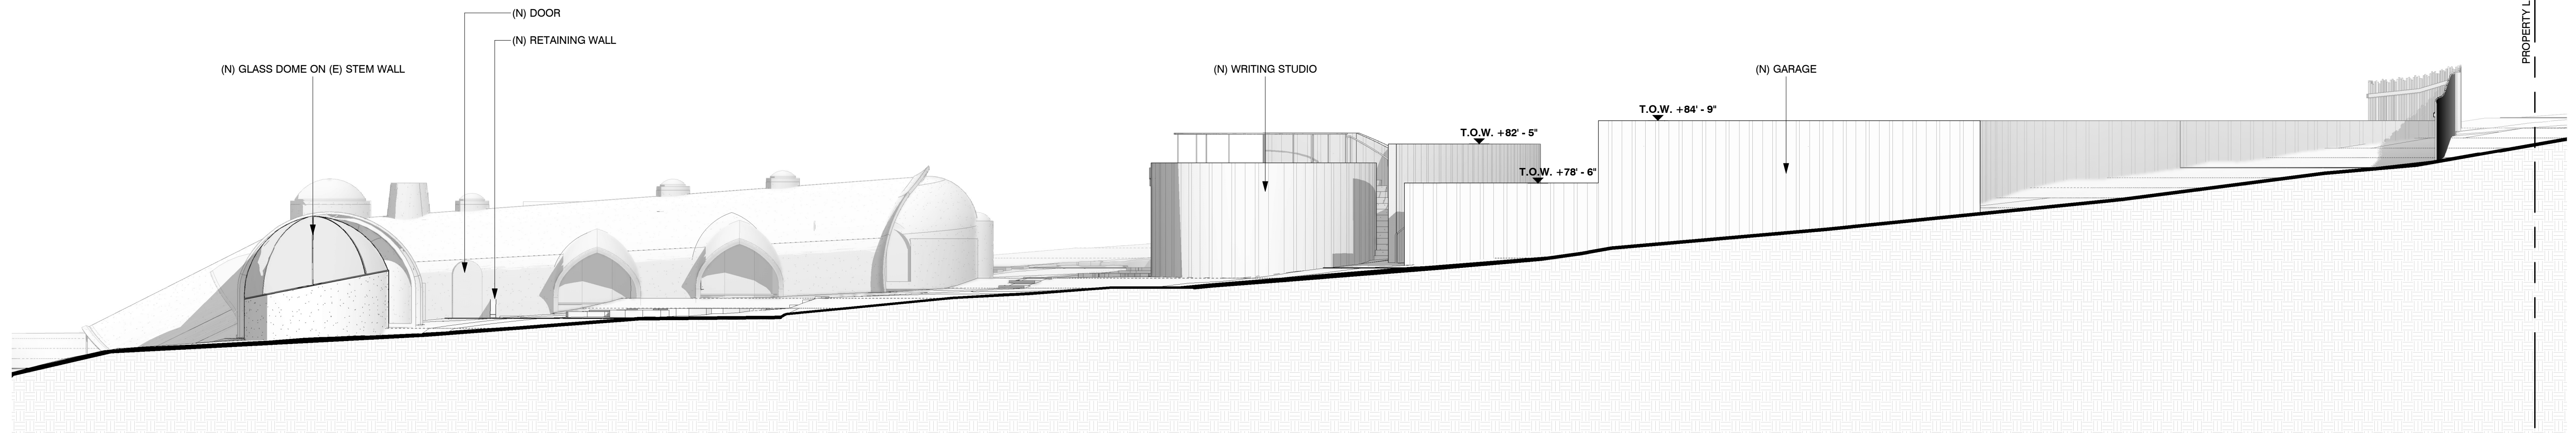 (N) DOOR
(N) RETAINING WALL
(N) GLASS DOME ON (E) STEM WALL
(N) WRITING STUDIO
(N) GARAGE
T.O.W. +84' - 9"
T.O.W. +82' - 5"
T.O.W. +78' - 6"
PROPERTY L